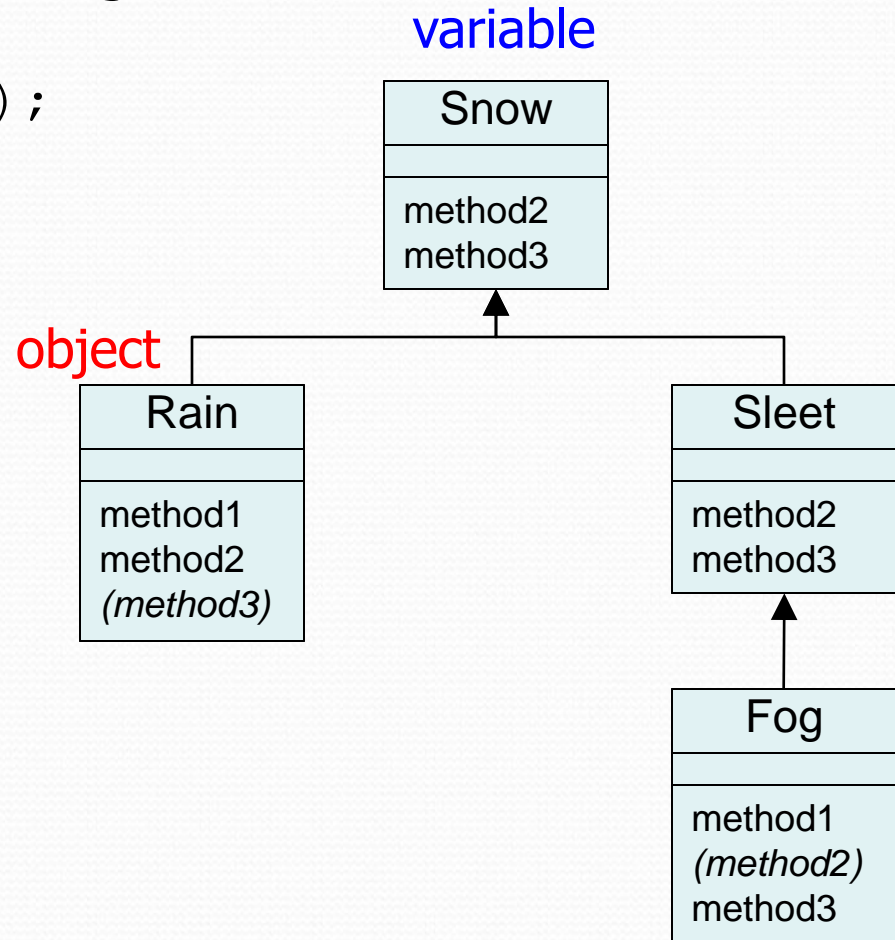 variable
);
Snow
method2
method3
object
Rain
method1
method2
(method3)
Sleet
method2
method3
Fog
method1
(method2)
method3